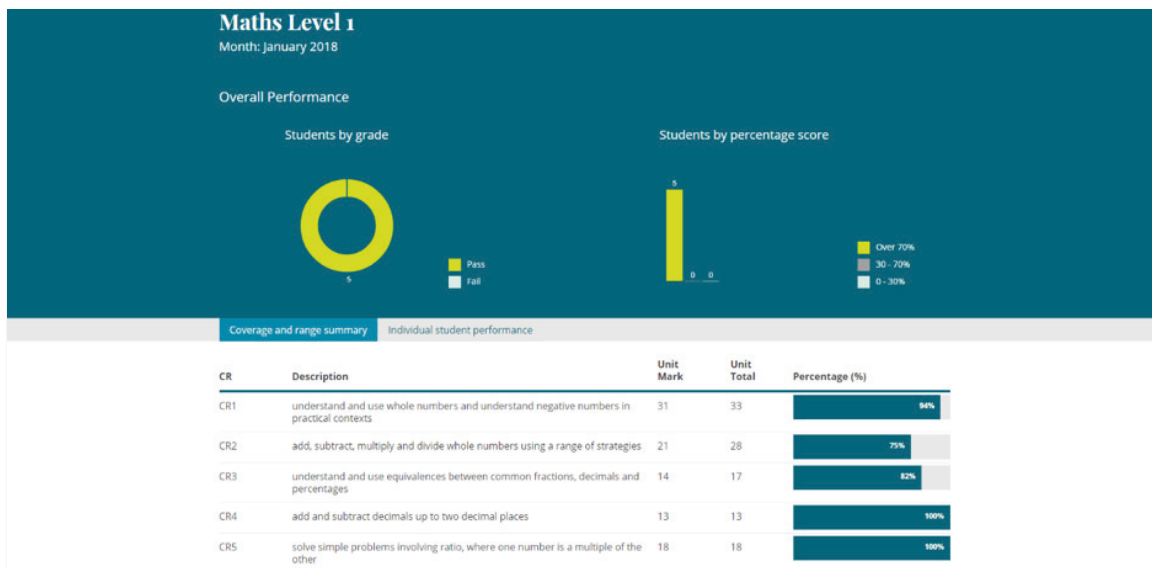 Maths Level 1
Month: January 2018
Overall Performance
Students by grade
5
Pass
Fail
Students by percentage score
5
0 0
Over 70%
30 - 70%
0 - 30%
Coverage and range summary Individual student performance
CR Description Unit Mark Unit Total Percentage (%)
CR1 understand and use whole numbers and understand negative numbers in 31 33 94%
practical contexts
CR2 add, subtract, multiply and divide whole numbers using a range of strategies 21 28 75%
CR3 understand and use equivalences between common fractions, decimals and 14 17 82%
percentages
CR4 add and subtract decimals up to two decimal places 13 13 100%
CR5 solve simple problems involving ratio, where one number is a multiple of the 18 18 100%
other